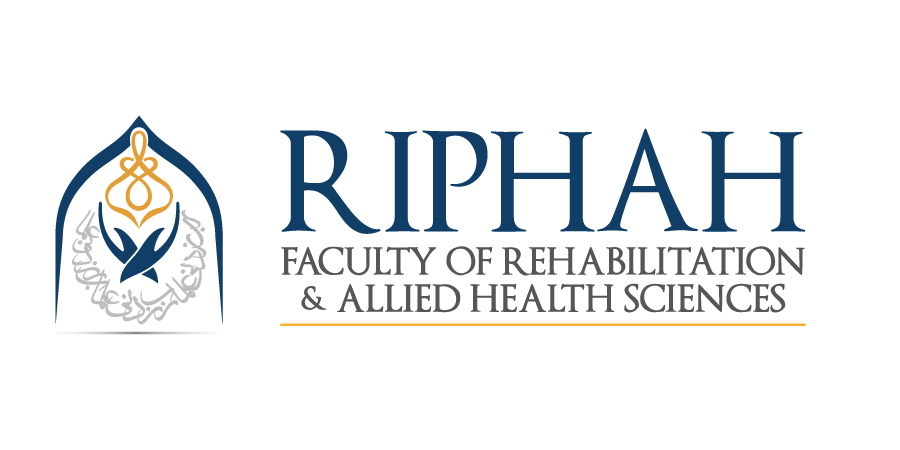 RIPHAH
FACULTY OF REHABILITATION
& ALLIED HEALTH SCIENCES